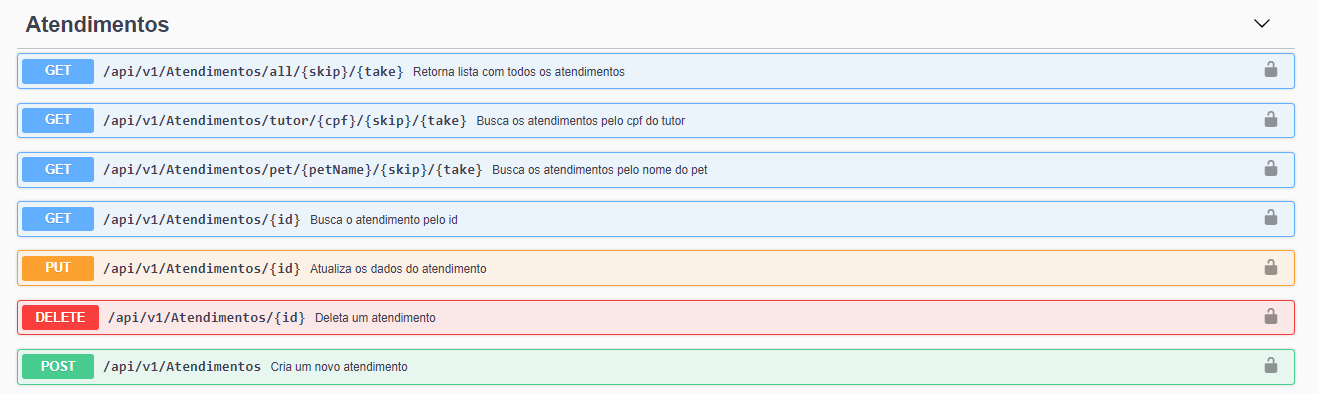 Atendimentos
GET /api/v1/Atendimentos/all/{skip}/{take} Retorna lista com todos os atendimentos
GET /api/v1/Atendimentos/tutor/{cpf}/{skip}/{take} Busca os atendimentos pelo cpf do tutor
GET /api/v1/Atendimentos/pet/{petName}/{skip}/{take} Busca os atendimentos pelo nome do pet
GET /api/v1/Atendimentos/{id} Busca o atendimento pelo id
PUT /api/v1/Atendimentos/{id} Atualiza os dados do atendimento
DELETE /api/v1/Atendimentos/{id} Deleta um atendimento
POST /api/v1/Atendimentos Cria um novo atendimento